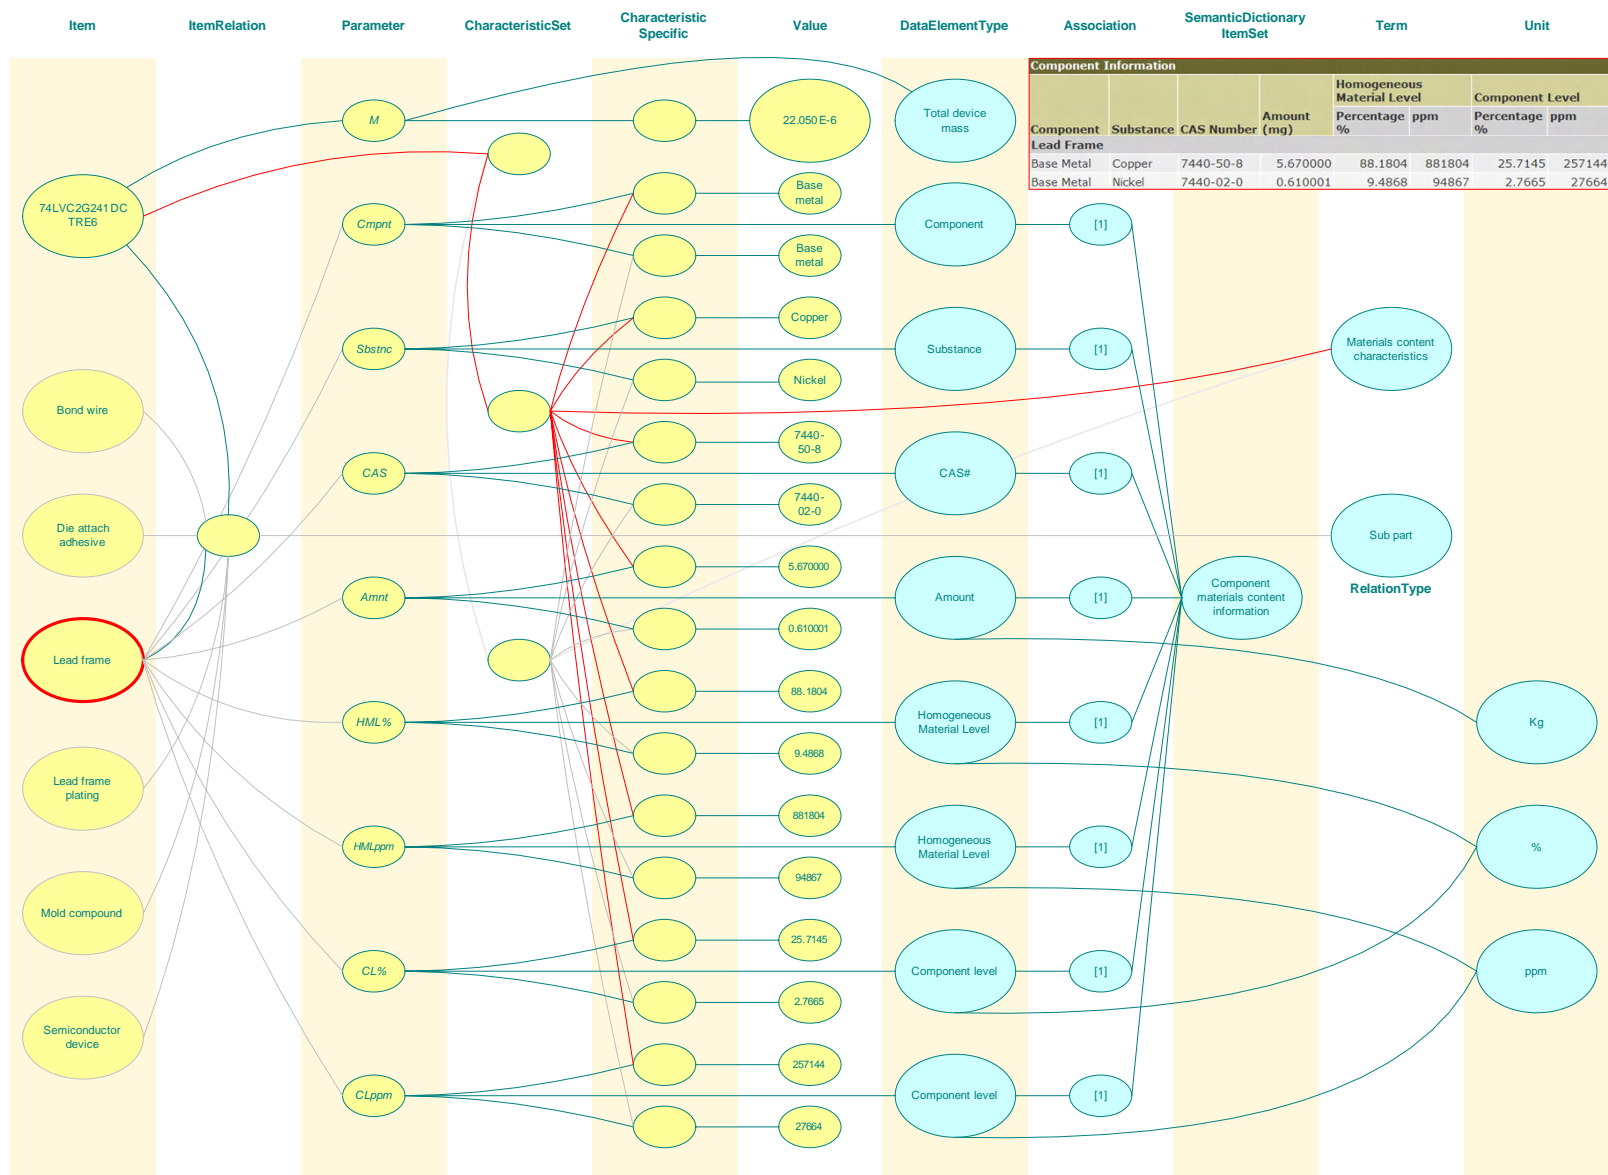 Item
ItemRelation
Parameter
CharacteristicSet
Characteristic
Specific
Value
DataElementType
Association
SemanticDictionary
ItemSet
Term
Unit
Component Information
Homogeneous
Material Level
Component Level
Component Substance CAS Number Amount
(mg)
Percentage
%
ppm
Percentage
%
ppm
Lead Frame
Base Metal Copper 7440-50-8 5.670000 88.1804 881804 25.7145 257144
Base Metal Nickel 7440-02-0 0.610001 9.4868 94867 2.7665 27664
74LVC2G241DC
TRE6
Bond wire
Die attach
adhesive
Lead frame
Lead frame
plating
Mold compound
Semiconductor
device
M
Cmpnt
Sbstnc
CAS
Amnt
HML%
HMLppm
CL%
CLppm
22.050E-6
Base
metal
Base
metal
Copper
Nickel
7440-
50-8
7440-
02-0
5.670000
0.610001
88.1804
9.4868
881804
94867
25.7145
2.7665
257144
27664
Total device
mass
Component
Substance
CAS#
Amount
Homogeneous
Material Level
Homogeneous
Material Level
Component level
Component level
[1]
[1]
[1]
[1]
[1]
[1]
[1]
[1]
Component
materials content
information
Materials content
characteristics
Sub part
RelationType
Kg
%
ppm